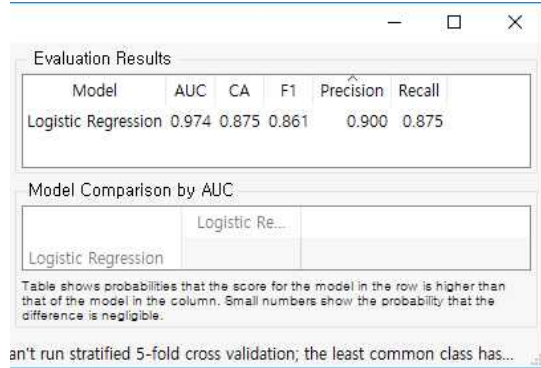 Evaluation Results
Model AUC CA F1 Precision Recall
Logistic Regression 0.974 0.875 0.861 0.900 0.875
Model Comparison by AUC
Logistic Re...
Logistic Regression
Table shows probabilities that the score for the model in the row is higher than
that of the model in the column. Small numbers show the probability that the
difference is negligible.
an't run stratified 5-fold cross validation; the least common class has...